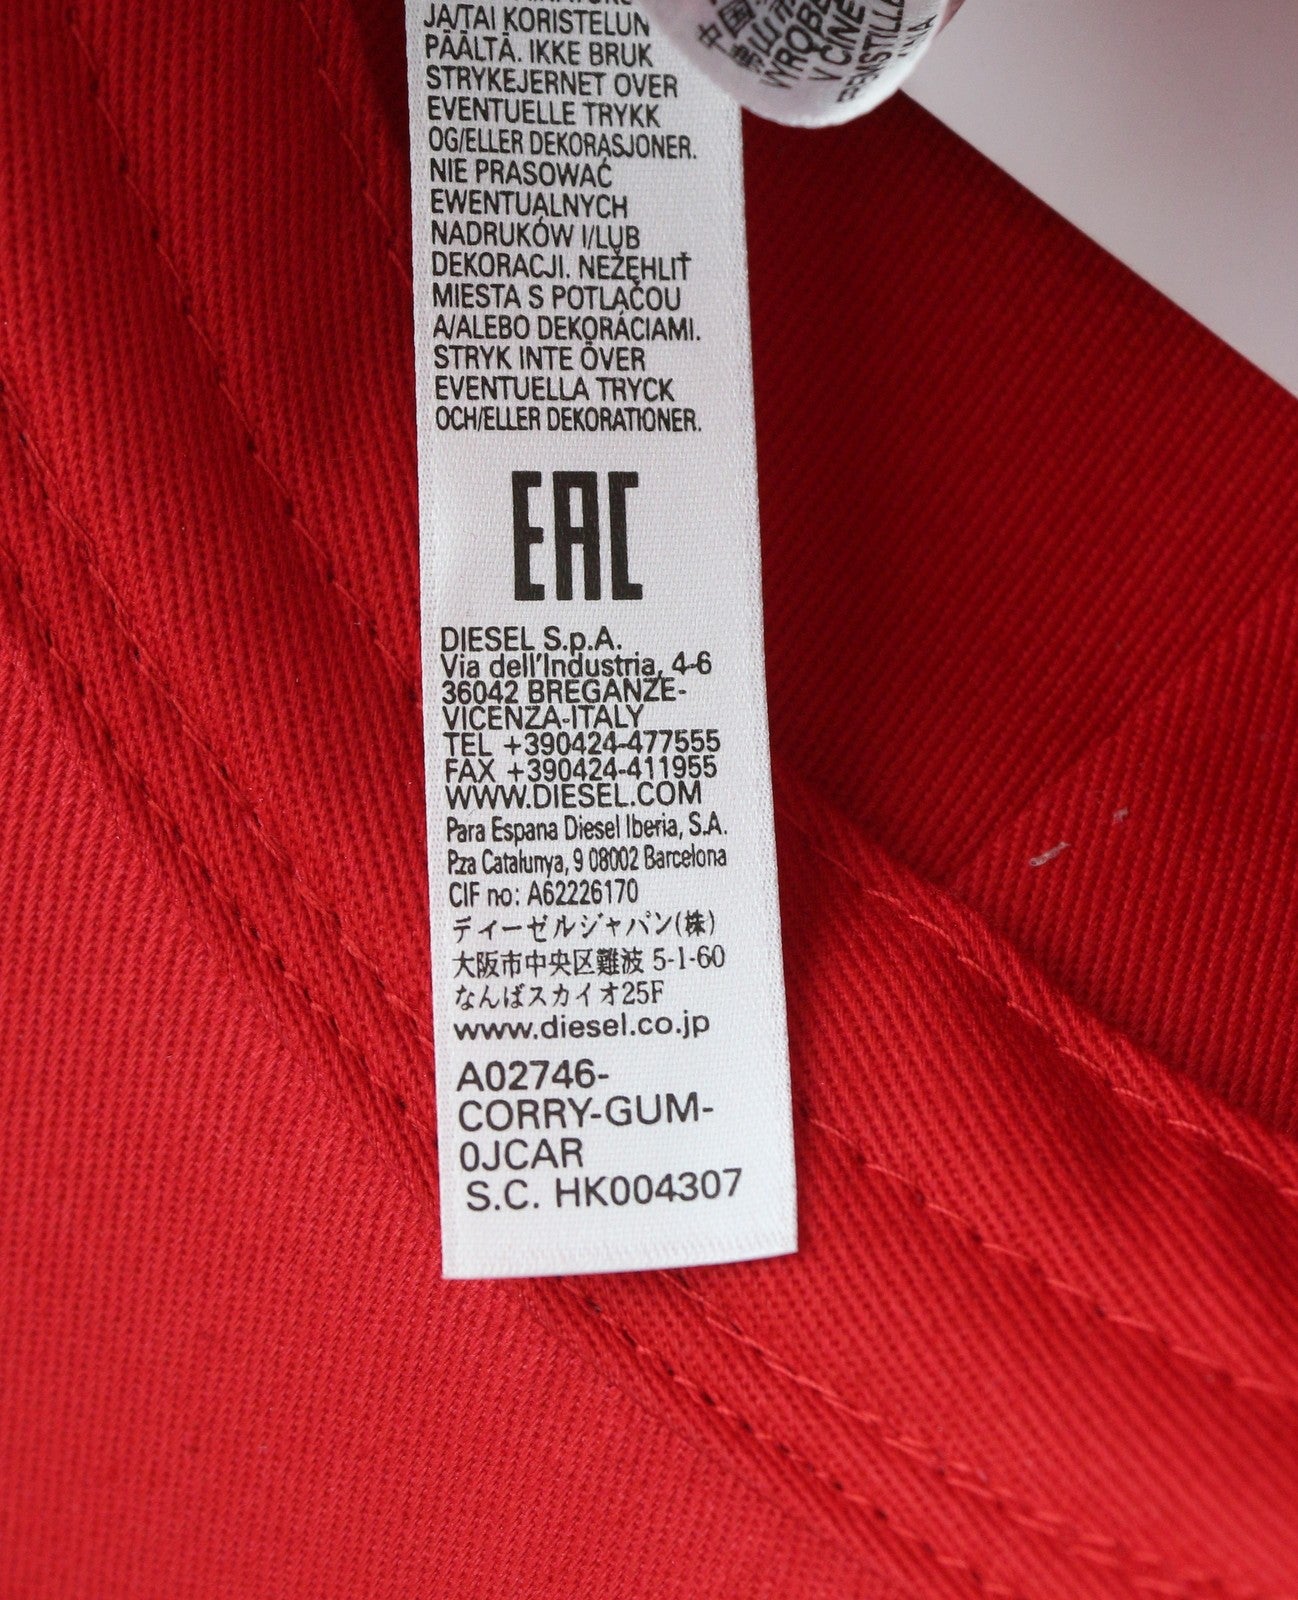 JA/TAI KORISTELUN
PÄÄLTÄ. IKKE BRUK
STRYKEJERNET OVER
EVENTUELLE TRYKK
OG/ELLER DEKORASJONER.
NIE PRASOWAĆ
EWENTUALNYCH
NADRUKÓW I/LUB
DEKORACJI. NEŽEHLIŤ
MIESTA S POTLAČOU
A/ALEBO DEKORÁCIAMI.
STRYK INTE ÖVER
EVENTUELLA TRYCK
OCH/ELLER DEKORATIONER.
EAC
DIESEL S.p.A.
Via dell'Industria, 4-6
36042 BREGANZE-
VICENZA-ITALY
TEL +390424-477555
FAX +390424-411955
WWW.DIESEL.COM
Para Espana Diesel Iberia, S.A.
Pza Catalunya, 9 08002 Barcelona
CIF no: A62226170
ディーゼルジャパン(株)
大阪市中央区難波 5-1-60
なんばスカイオ25F
www.diesel.co.jp
A02746-
CORRY-GUM-
0JCAR
S.C. HK004307
中国
V CINE